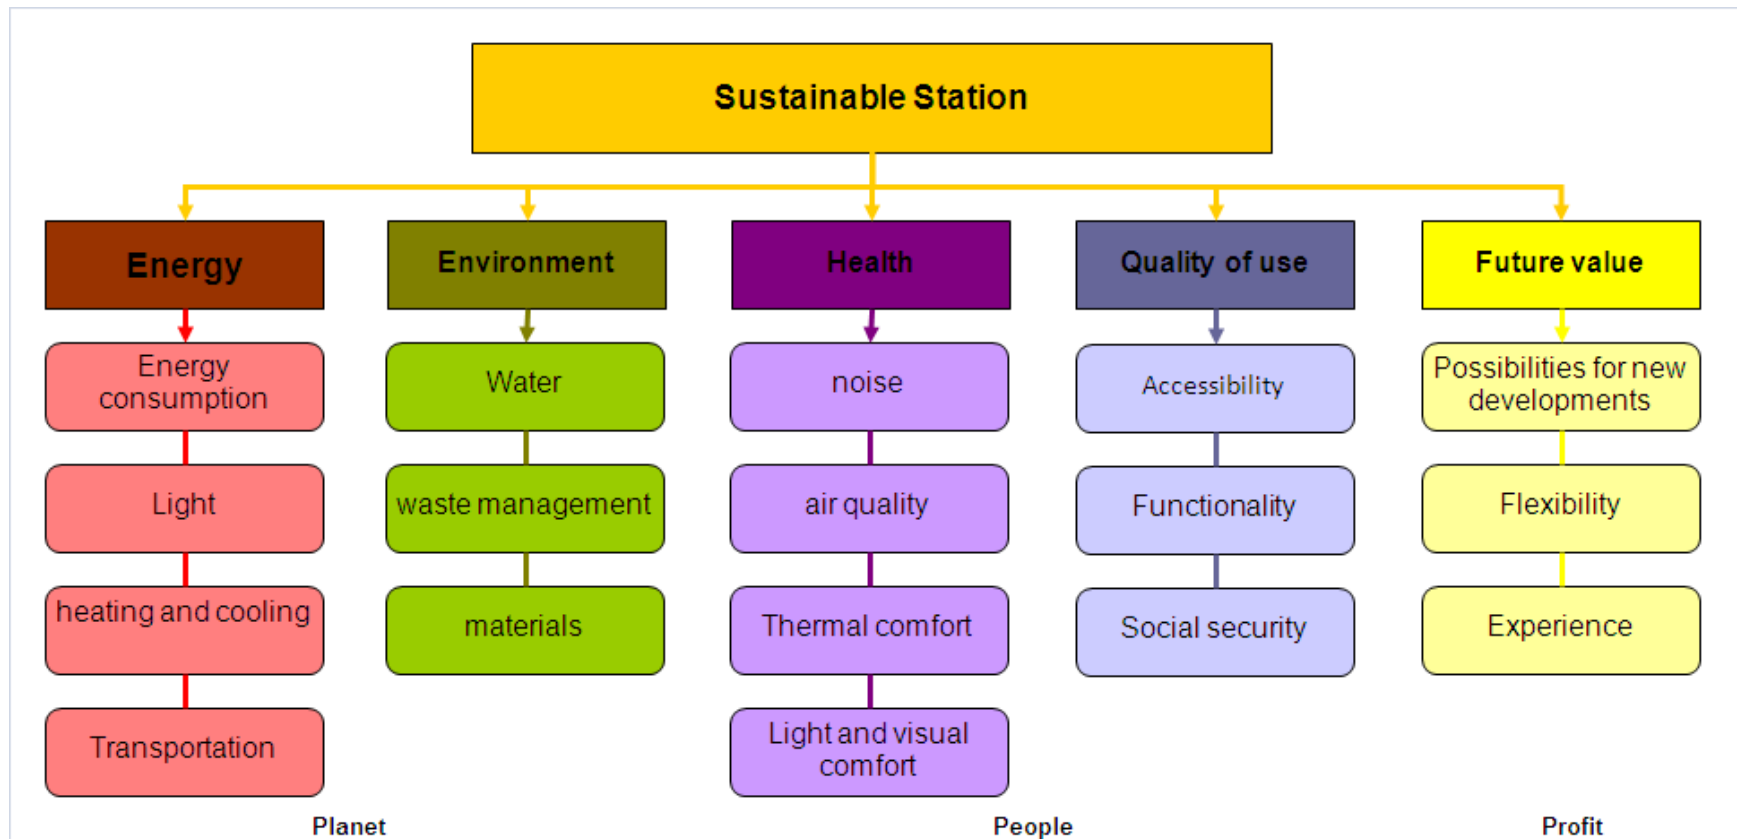 Sustainable Station
Energy
Environment
Health
Quality of use
Future value
Energy
consumption
Light
heating and cooling
Transportation
Water
waste management
materials
noise
air quality
Thermal comfort
Light and visual
comfort
Accessibility
Functionality
Social security
Possibilities for new
developments
Flexibility
Experience
Planet
People
Profit